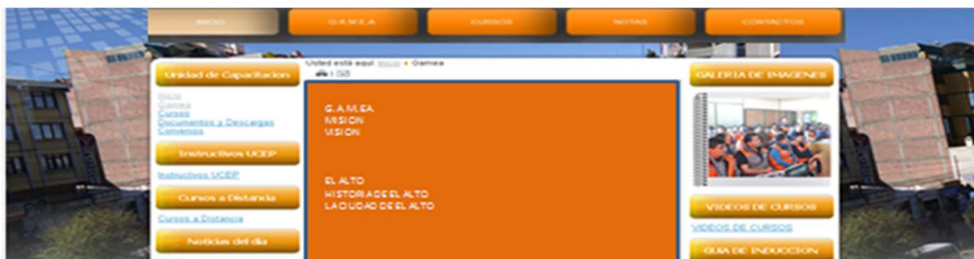 INICIO
G.A.M.E.A.
CURSOS
NOTAS
CONTACTOS
Unidad de Capacitacion
Inicio
Gamea
Cursos
Documentos y Descargas
Convenios
Instructivos UCEP
Instructivos UCEP
Cursos a Distancia
Cursos a Distancia
Noticias del dia
Usted está aquí: Inicio Gamea
G.A.M.EA.
MISION
VISION
EL ALTO
HISTORIA DE EL ALTO
LA CIUDAD DE EL ALTO
GALERIA DE IMAGENES
VIDEOS DE CURSOS
VIDEOS DE CURSOS
GUIA DE INDUCCION